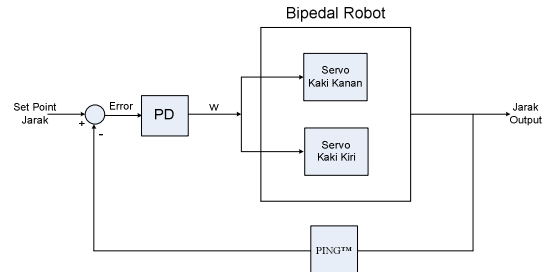 Bipedal Robot
Set Point
Jarak
+
-
Error
PD
w
Servo
Kaki Kanan
Servo
Kaki Kiri
Jarak
Output
PING™